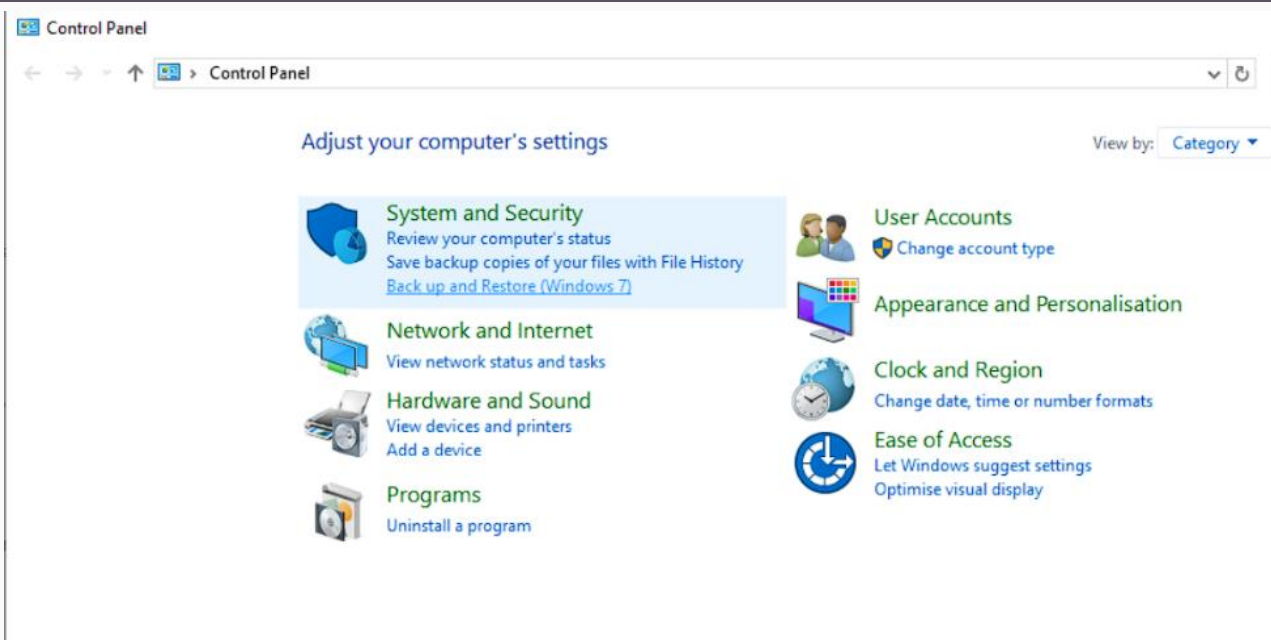 Control Panel
Control Panel
Adjust your computer's settings
View by: Category
System and Security
Review your computer's status
Save backup copies of your files with File History
Back up and Restore (Windows 7)
Network and Internet
View network status and tasks
Hardware and Sound
View devices and printers
Add a device
Programs
Uninstall a program
User Accounts
Change account type
Appearance and Personalisation
Clock and Region
Change date, time or number formats
Ease of Access
Let Windows suggest settings
Optimise visual display